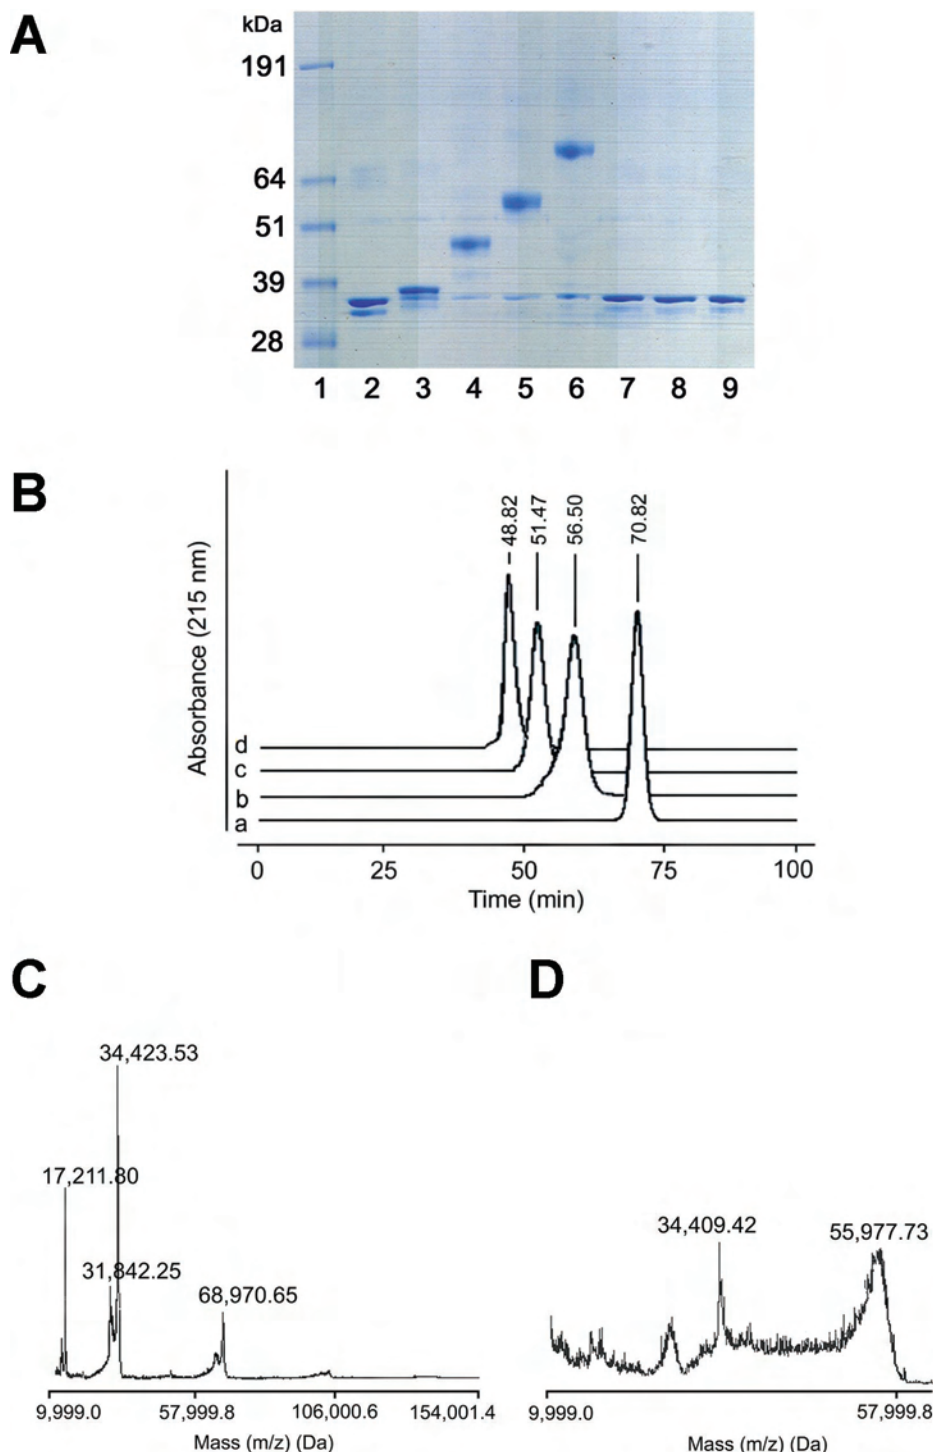 A
kDa
191
64
51
39
28
1 2 3 4 5 6 7 8 9
B
48.82
51.47
56.50
70.82
Absorbance (215 nm)
d
c
b
a
0 25 50 75 100
Time (min)
C
34,423.53
17,211.80
31,842.25
68,970.65
9,999.0 57,999.8 106,000.6 154,001.4
Mass (m/z) (Da)
D
34,409.42
55,977.73
9,999.0 57,999.8
Mass (m/z) (Da)